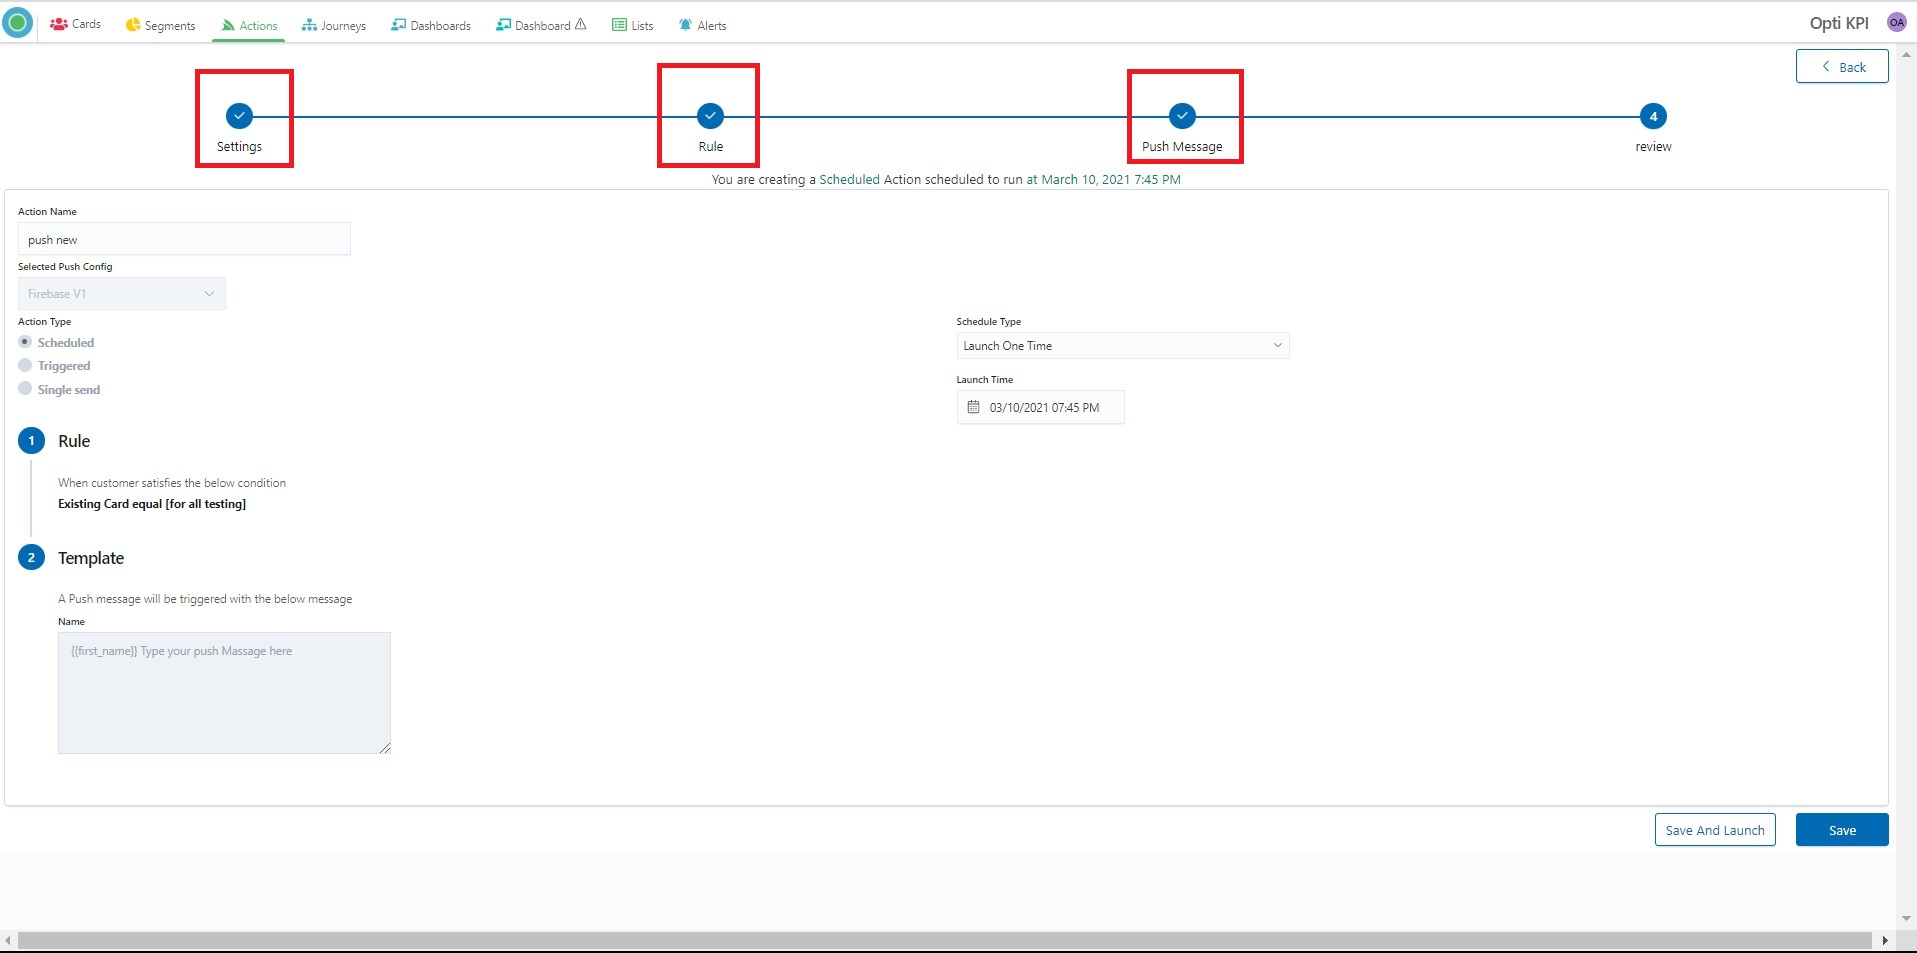 Cards Segments Actions Journeys Dashboards Dashboard Lists Alerts Opti KPI OA
Back
4
Settings Rule Push Message review
You are creating a Scheduled Action scheduled to run at March 10, 2021 7:45 PM
Action Name
push new
Selected Push Config
Firebase V1
Action Type
Scheduled
Triggered
Single send
Schedule Type
Launch One Time
Launch Time
03/10/2021 07:45 PM
1 Rule
When customer satisfies the below condition
Existing Card equal [for all testing]
2 Template
A Push message will be triggered with the below message
Name
{{first_name}} Type your push Massage here
Save And Launch Save